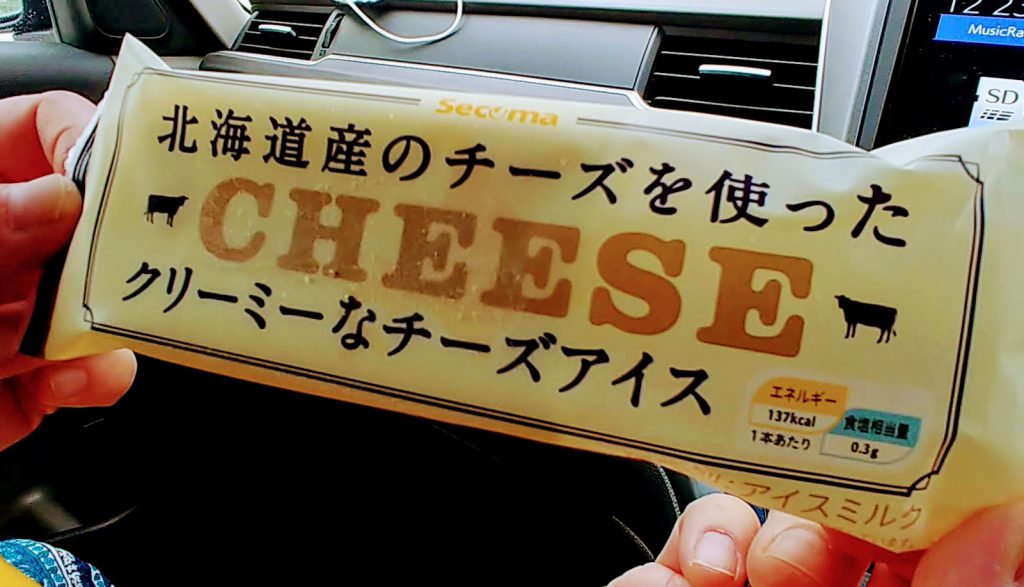 Secoma
北海道産のチーズを使った
CHEESE
クリーミーなチーズアイス
エネルギー
137kcal
1本あたり
食塩相当量
0.3g
アイスミルク
SD